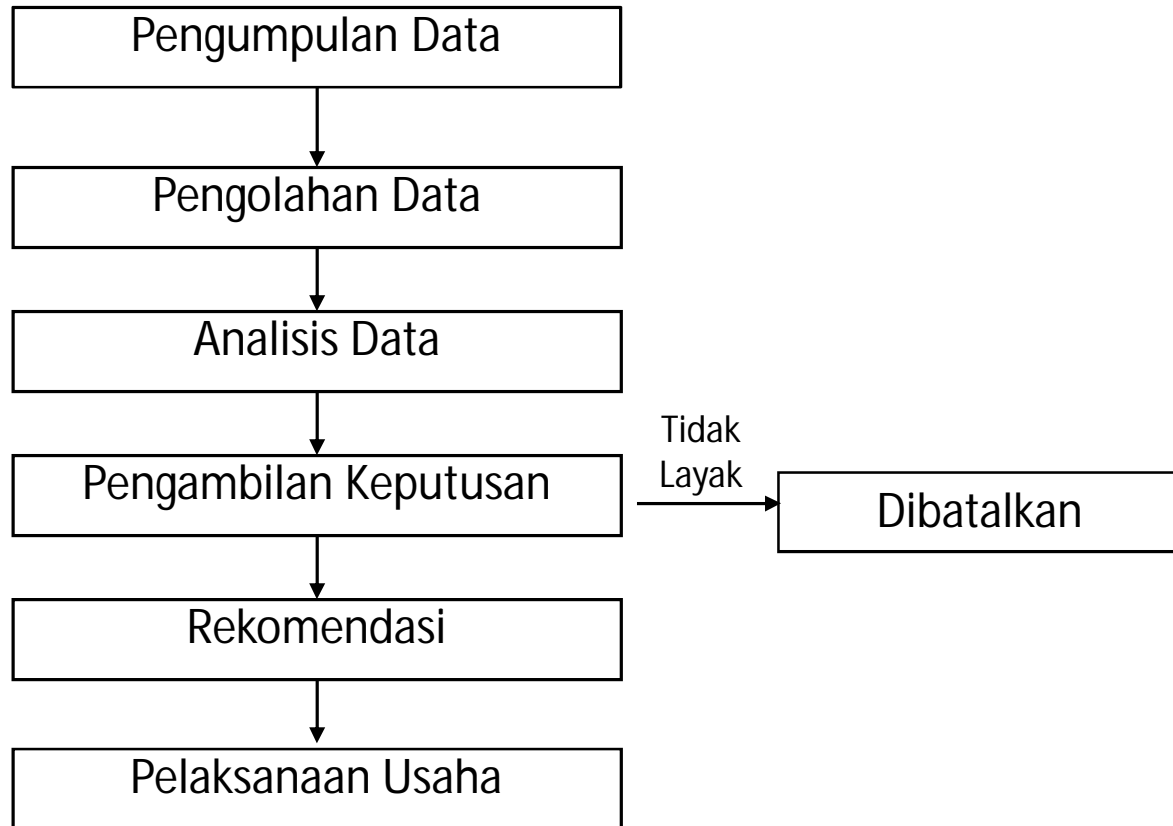 Pengumpulan Data
Pengolahan Data
Analisis Data
Pengambilan Keputusan
Tidak
Layak
Dibatalkan
Rekomendasi
Pelaksanaan Usaha